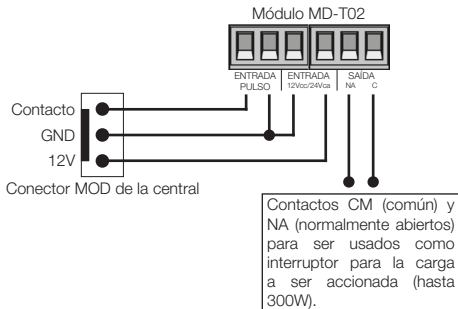 Módulo MD-T02
ENTRADA PULSO
ENTRADA 12Vcc/24Vca
SAÍDA NA C
Contacto
GND
12V
Conector MOD de la central
Contactos CM (común) y
NA (normalmente abiertos)
para ser usados como
interruptor para la carga
a ser accionada (hasta
300W).